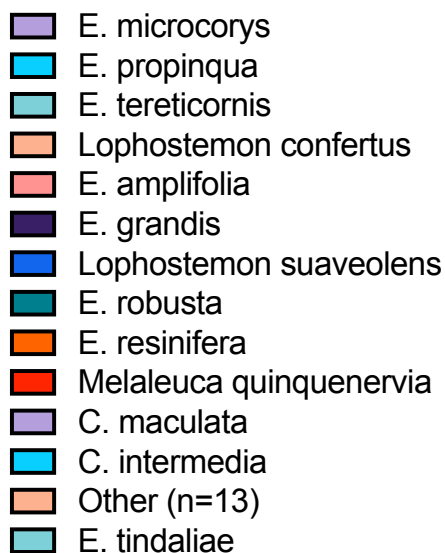 E. microcorys
E. propinqua
E. tereticornis
Lophostemon confertus
E. amplifolia
E. grandis
Lophostemon suaveolens
E. robusta
E. resinifera
Melaleuca quinquenervia
C. maculata
C. intermedia
Other (n=13)
E. tindaliae